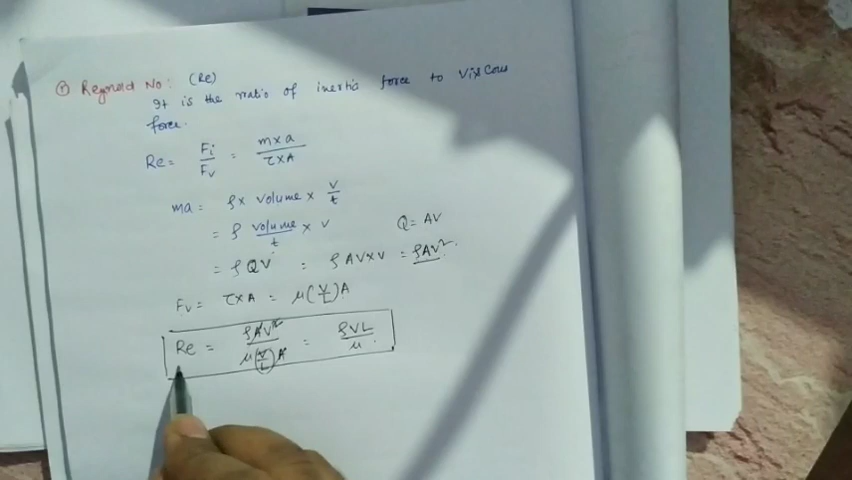 ① Reynold No: (Re)
It is the ratio of inertia force to Viscous
force.
Re = Fi/Fv = m×a/τ×A
ma = ρ× volume × v/t
= ρ volume/t × v Q = AV
= ρQV = ρAV×V = ρAV²
Fv = τ×A = μ(V/L)A
Re = ρAV²/μ(V/L)A = ρVL/μ